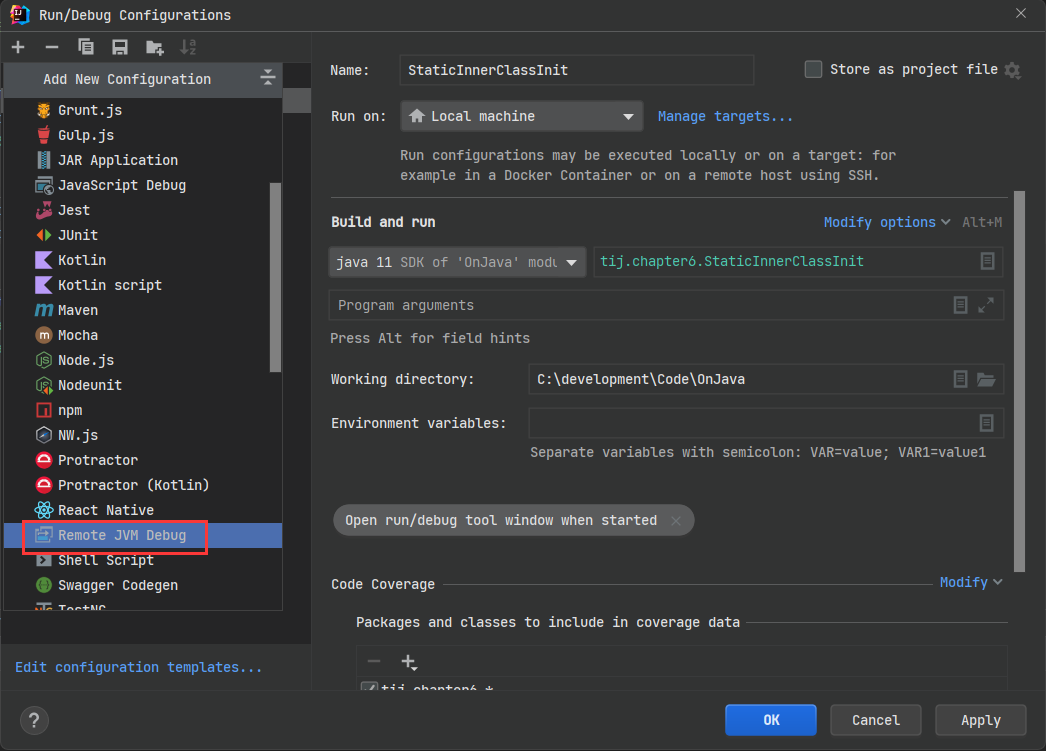 Run/Debug Configurations
Add New Configuration
Grunt.js
Gulp.js
JAR Application
JavaScript Debug
Jest
JUnit
Kotlin
Kotlin script
Maven
Mocha
Node.js
Nodeunit
npm
NW.js
Protractor
Protractor (Kotlin)
React Native
Remote JVM Debug
Shell Script
Swagger Codegen
TestNG
Edit configuration templates...
Name: StaticInnerClassInit Store as project file
Run on: Local machine Manage targets...
Run configurations may be executed locally or on a target: for
example in a Docker Container or on a remote host using SSH.
Build and run Modify options Alt+M
java 11 SDK of 'OnJava' modu tij.chapter6.StaticInnerClassInit
Program arguments
Press Alt for field hints
Working directory: C:\development\Code\OnJava
Environment variables:
Separate variables with semicolon: VAR=value; VAR1=value1
Open run/debug tool window when started
Code Coverage Modify
Packages and classes to include in coverage data
tij.chapter6.*
? OK Cancel Apply